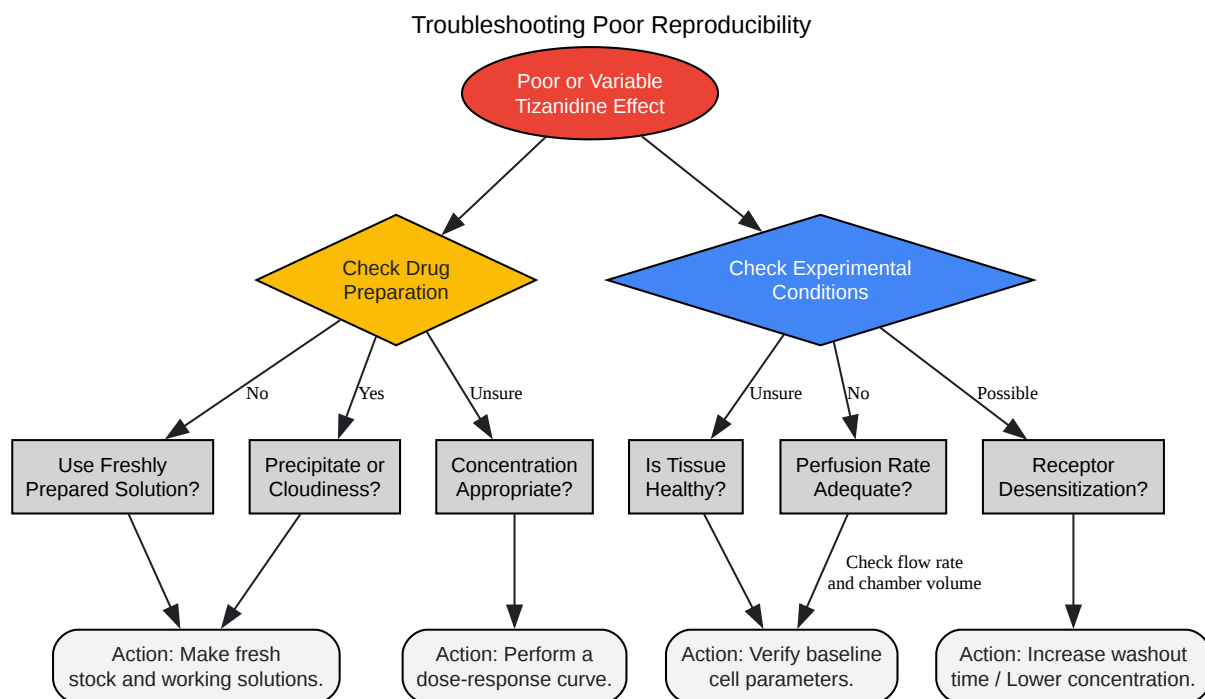 Troubleshooting Poor Reproducibility
Poor or Variable
Tizanidine Effect
Check Drug
Preparation
Check Experimental
Conditions
No
Yes
Unsure
Unsure
No
Possible
Use Freshly
Prepared Solution?
Precipitate or
Cloudiness?
Concentration
Appropriate?
Is Tissue
Healthy?
Perfusion Rate
Adequate?
Receptor
Desensitization?
Check flow rate
and chamber volume
Action: Make fresh
stock and working solutions.
Action: Perform a
dose-response curve.
Action: Verify baseline
cell parameters.
Action: Increase washout
time / Lower concentration.